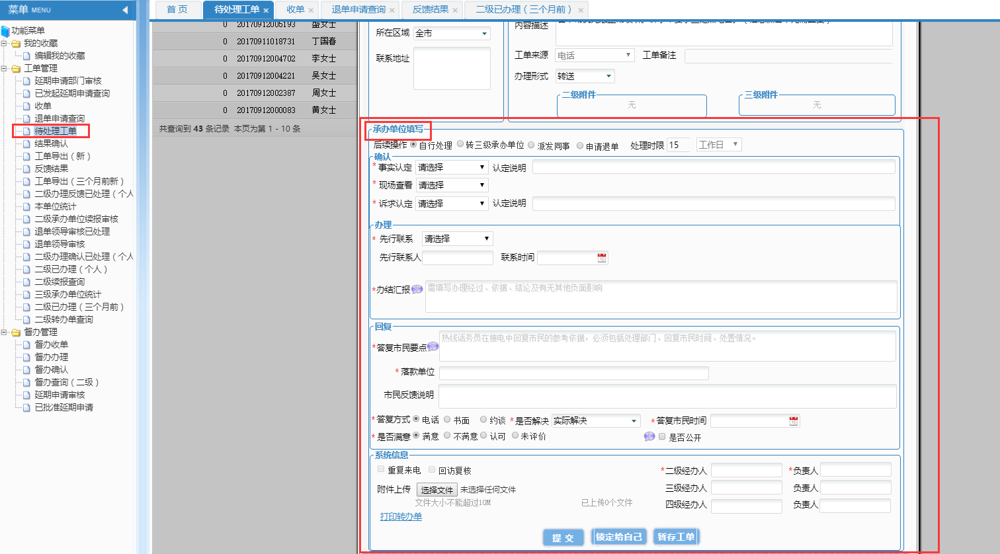 菜单 MENU
首 页
待处理工单 ×
收单 ×
退单申请查询 ×
反馈结果 ×
二级已办理（三个月前） ×
功能菜单
我的收藏
编辑我的收藏
工单管理
延期申请部门审核
已发起延期申请查询
收单
退单申请查询
待处理工单
结果确认
工单导出（新）
反馈结果
工单导出（三个月前新）
二级办理反馈已处理（个人
本单位统计
二级承办单位续报审核
退单领导审核已处理
退单领导审核
二级办理确认已处理（个人
二级已办理（个人）
二级续报查询
三级承办单位统计
二级已办理（三个月前）
二级转办单查询
督办管理
督办收单
督办办理
督办确认
督办查询（二级）
延期申请审核
已批准延期申请
0 20170912005193 盛女士
0 20170911018731 丁国春
0 20170912004702 李女士
0 20170912004221 吴女士
0 20170912002387 周女士
0 20170912000083 黄女士
共查询到 43 条记录 本页为第 1 - 10 条
所在区域 全市
联系地址
内容描述
工单来源 电话 工单备注
办理形式 转送
二级附件 三级附件
无 无
承办单位填写
后续操作 自行处理 转三级承办单位 派发同事 申请退单 处理时限 15 工作日
确认
* 事实认定 请选择 认定说明
* 现场查看 请选择
* 诉求认定 请选择 认定说明
办理
* 先行联系 请选择
先行联系人 联系时间
*办结汇报 需填写办理经过、依据、结论及有无其他负面影响
回复
*答复市民要点 热线话务员在接电中回复市民的参考依据，必须包括处理部门、回复市民时间、处置情况。
* 落款单位
市民反馈说明
*答复方式 电话 书面 约谈 *是否解决 实际解决 *答复市民时间
*是否满意 满意 不满意 认可 未评价 是否公开
系统信息
重复来电 回访复核 *二级经办人 *负责人
附件上传 选择文件 未选择任何文件 三级经办人 负责人
文件大小不能超过10M 已上传0个文件 四级经办人 负责人
打印转办单
提 交 锁定给自己 暂存工单